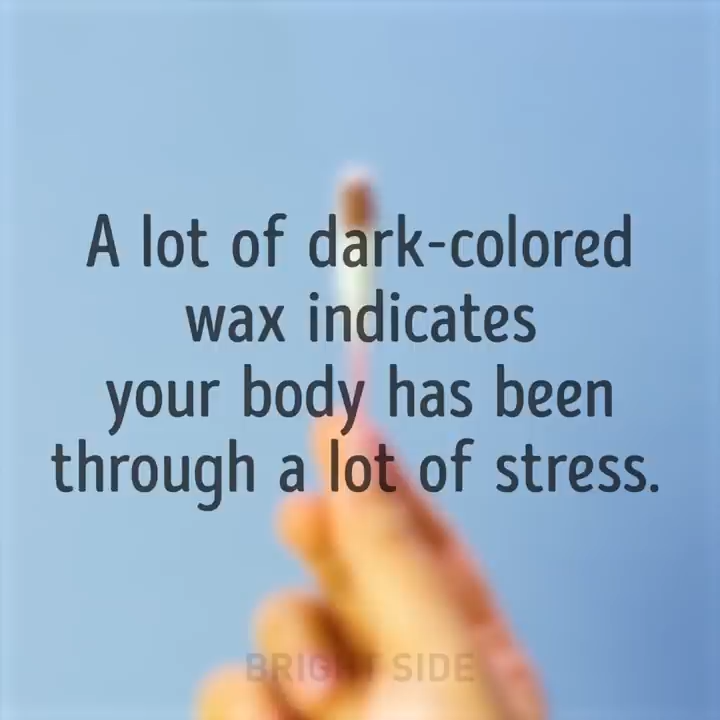 A lot of dark-colored
wax indicates
your body has been
through a lot of stress.
BRIGHT SIDE